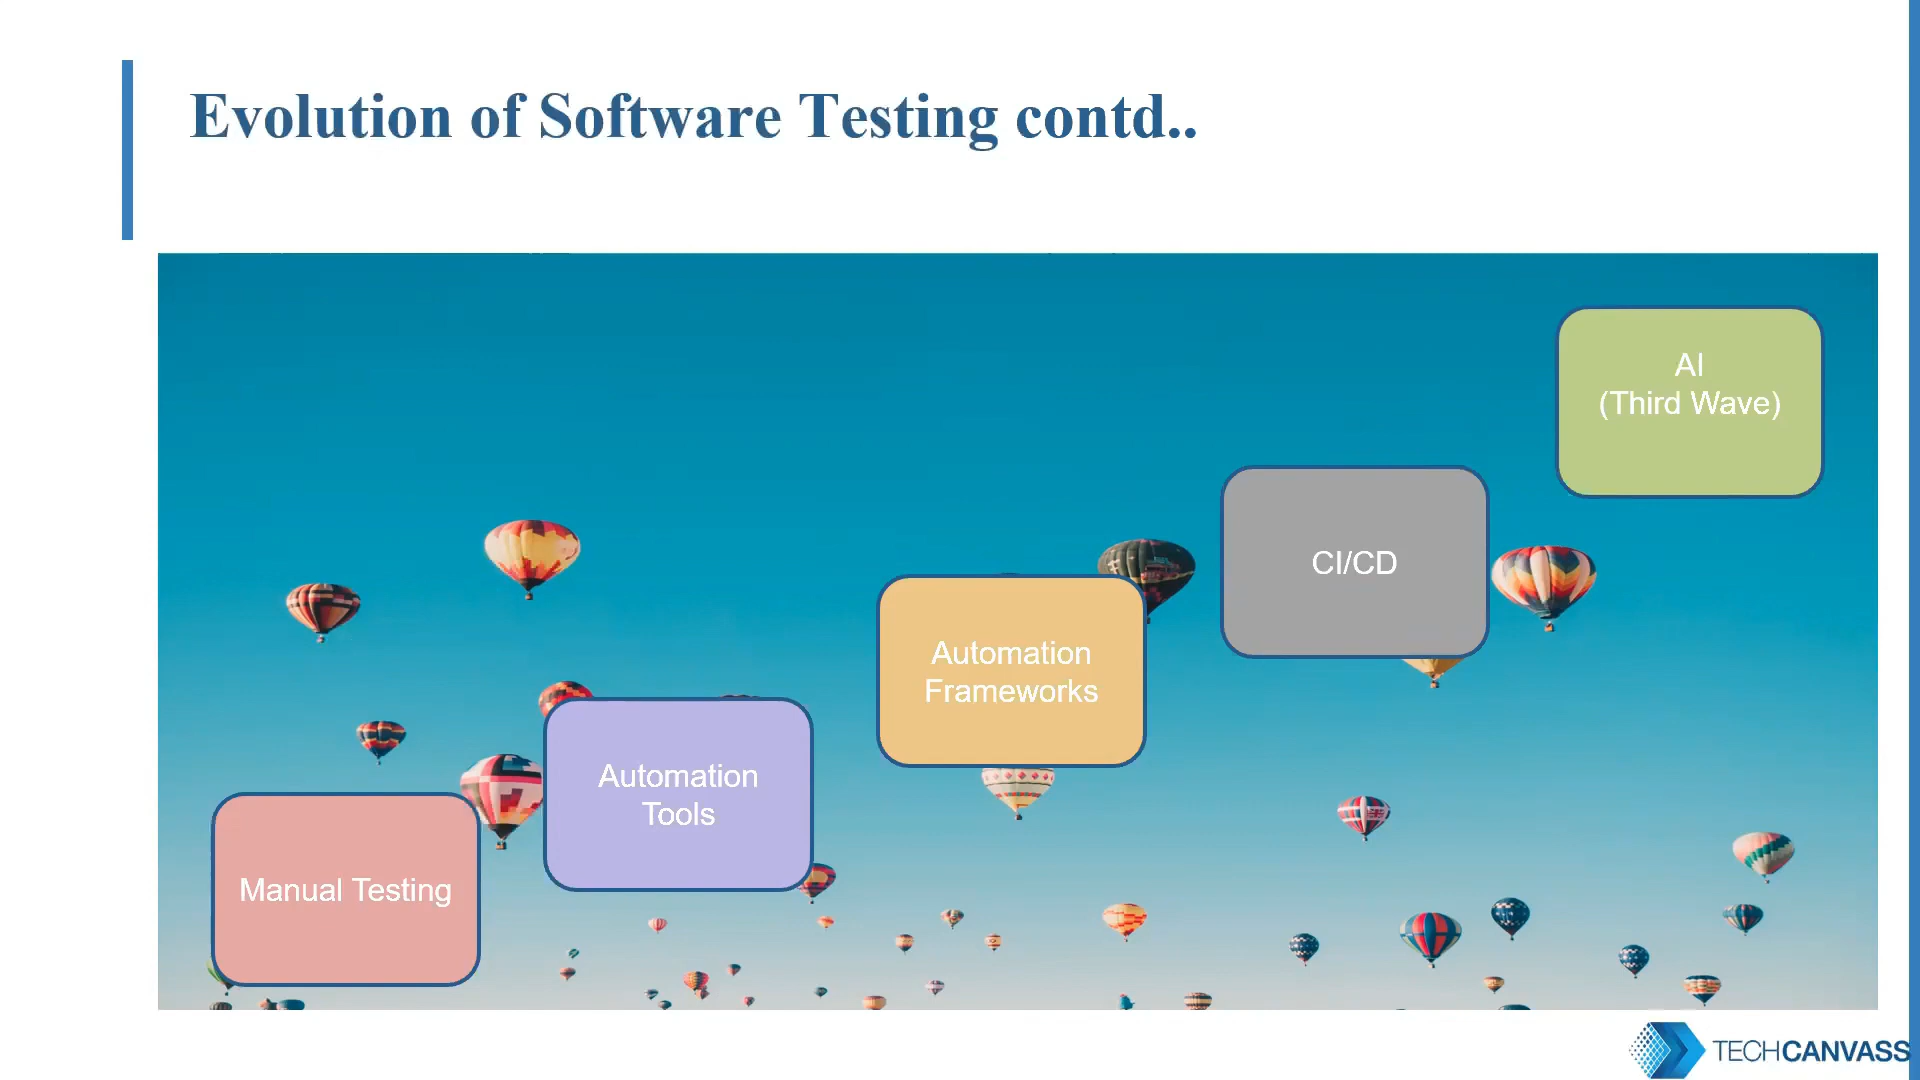 Evolution of Software Testing contd..
AI
(Third Wave)
CI/CD
Automation
Frameworks
Automation
Tools
Manual Testing
TECHCANVASS